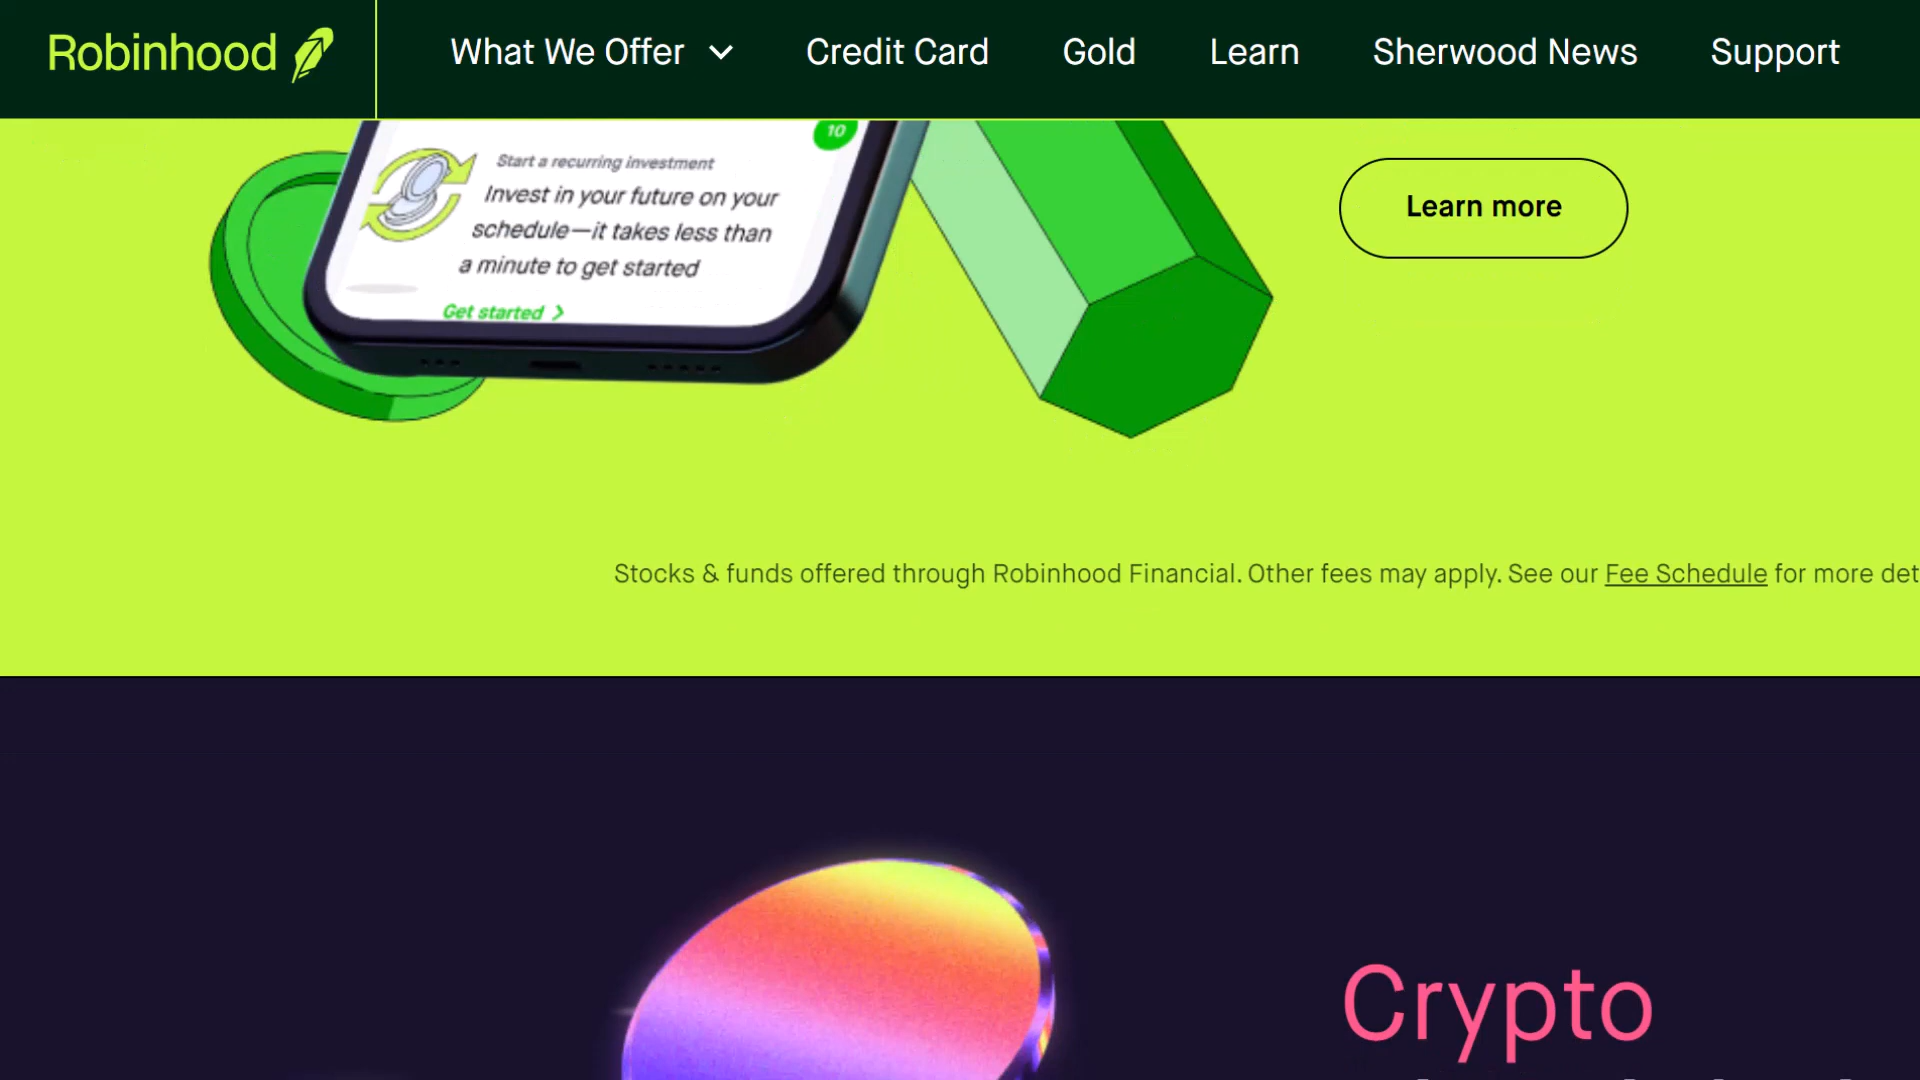 Robinhood
What We Offer
Credit Card
Gold
Learn
Sherwood News
Support
10
Start a recurring investment
Invest in your future on your
schedule—it takes less than
a minute to get started
Get started
Learn more
Stocks & funds offered through Robinhood Financial. Other fees may apply. See our Fee Schedule for more det
Crypto